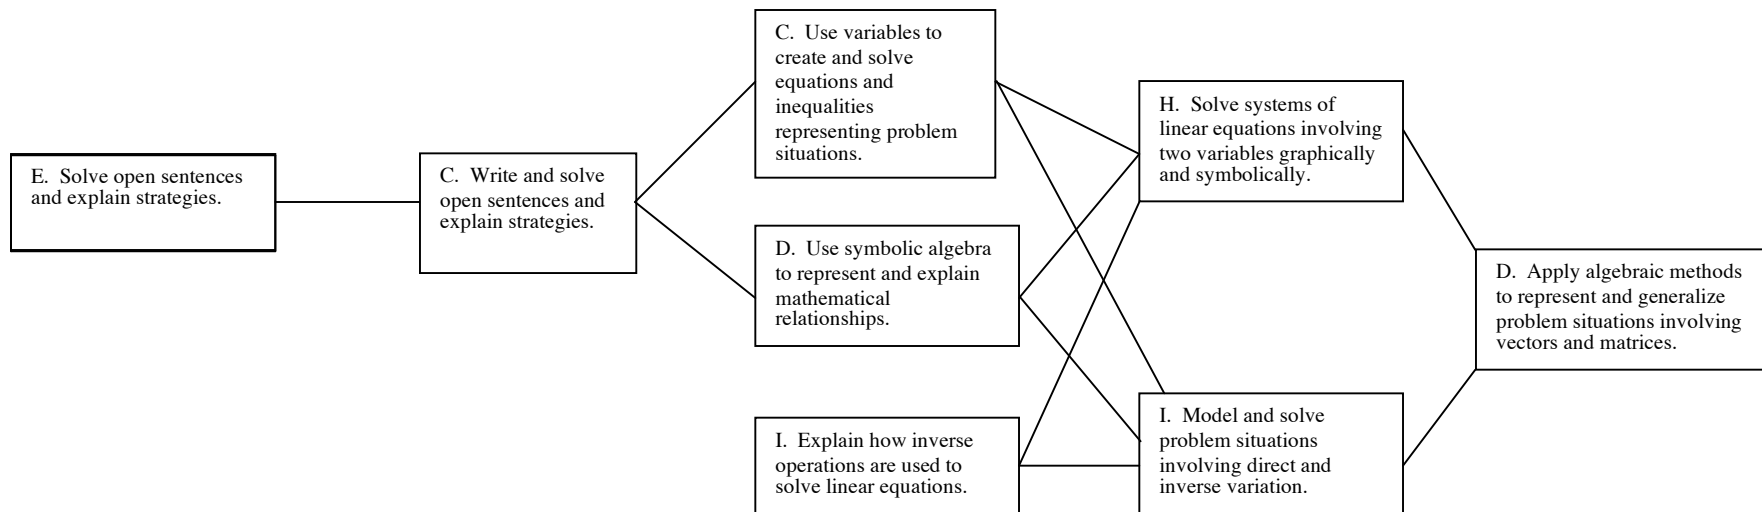 E. Solve open sentences
and explain strategies.
C. Write and solve
open sentences and
explain strategies.
C. Use variables to
create and solve
equations and
inequalities
representing problem
situations.
D. Use symbolic algebra
to represent and explain
mathematical
relationships.
I. Explain how inverse
operations are used to
solve linear equations.
H. Solve systems of
linear equations involving
two variables graphically
and symbolically.
I. Model and solve
problem situations
involving direct and
inverse variation.
D. Apply algebraic methods
to represent and generalize
problem situations involving
vectors and matrices.